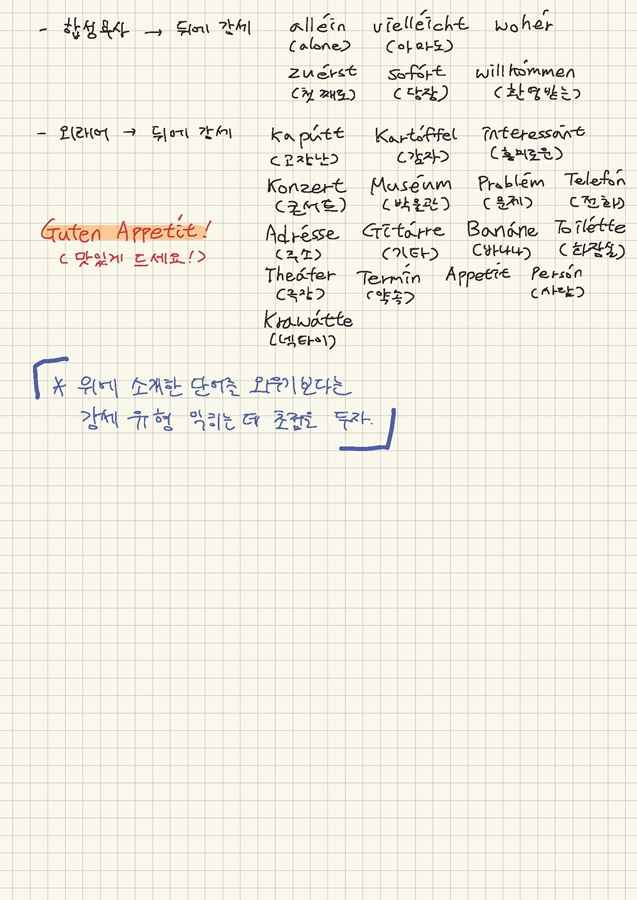 - 합성부사 → 뒤에 강세 alléin vielléicht wohér
(alone) (아마도)
zuérst sofórt willkómmen
(첫째로) (당장) (환영받는)
- 외래어 → 뒤에 강세 kapútt Kartóffel interessánt
(고장난) (감자) (흥미로운)
Konzért Muséum Problém Telefón
(콘서트) (박물관) (문제) (전화)
Guten Appetít! Adrésse Gitárre Banáne Toilétte
(맛있게 드세요!) (주소) (기타) (바나나) (화장실)
Theáter Termín Appetít Persón
(극장) (약속) (사람)
Krawátte
(넥타이)
* 위에 소개한 단어를 외우기보다는
강세 유형 익히는 데 초점을 두자.